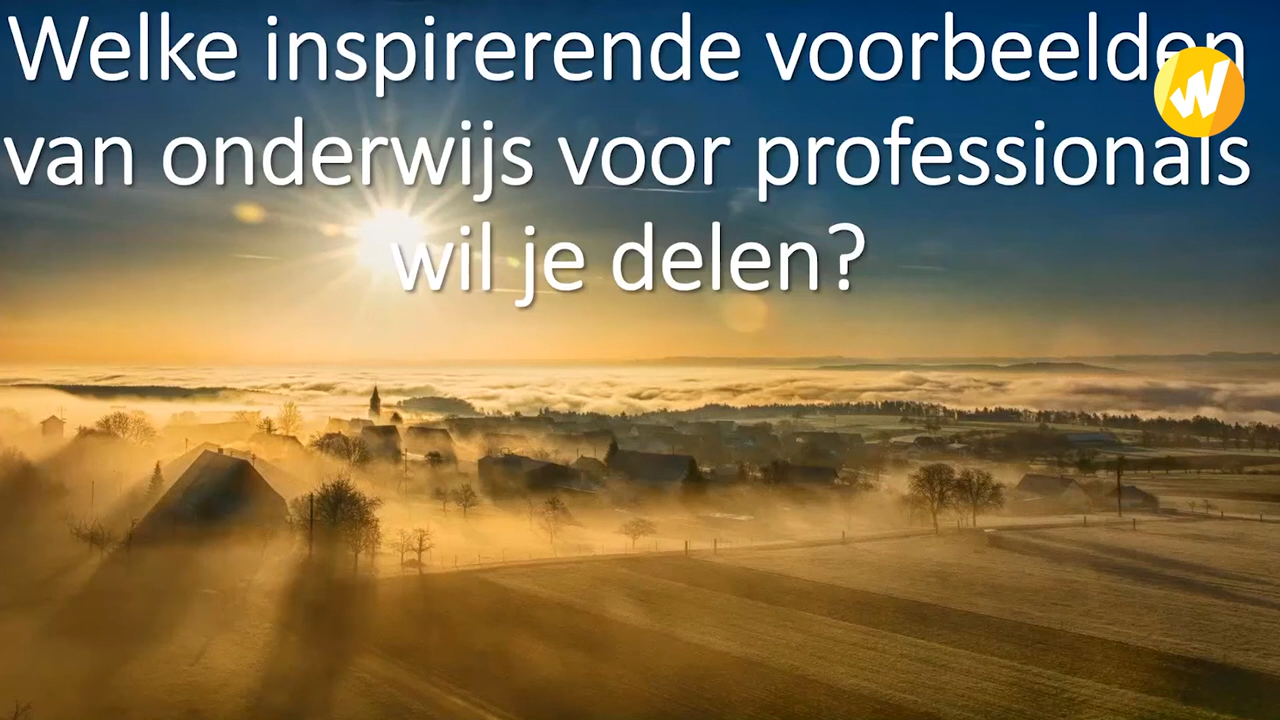 Welke inspirerende voorbeelden
van onderwijs voor professionals
wil je delen?
W